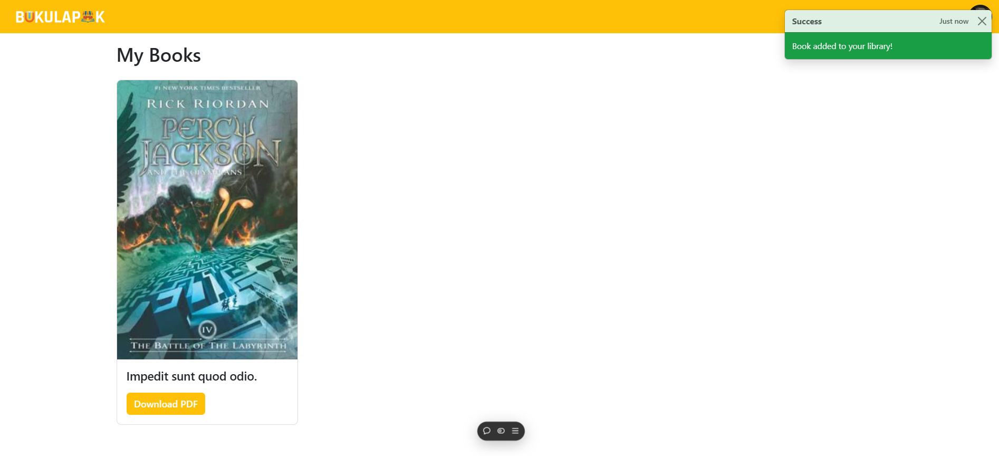 BUKULAPAK
Success
Just now
Book added to your library!
My Books
#1 NEW YORK TIMES BESTSELLER
RICK RIORDAN
PERCY
JACKSON
AND THE OLYMPIANS
IV
THE BATTLE OF THE LABYRINTH
Impedit sunt quod odio.
Download PDF